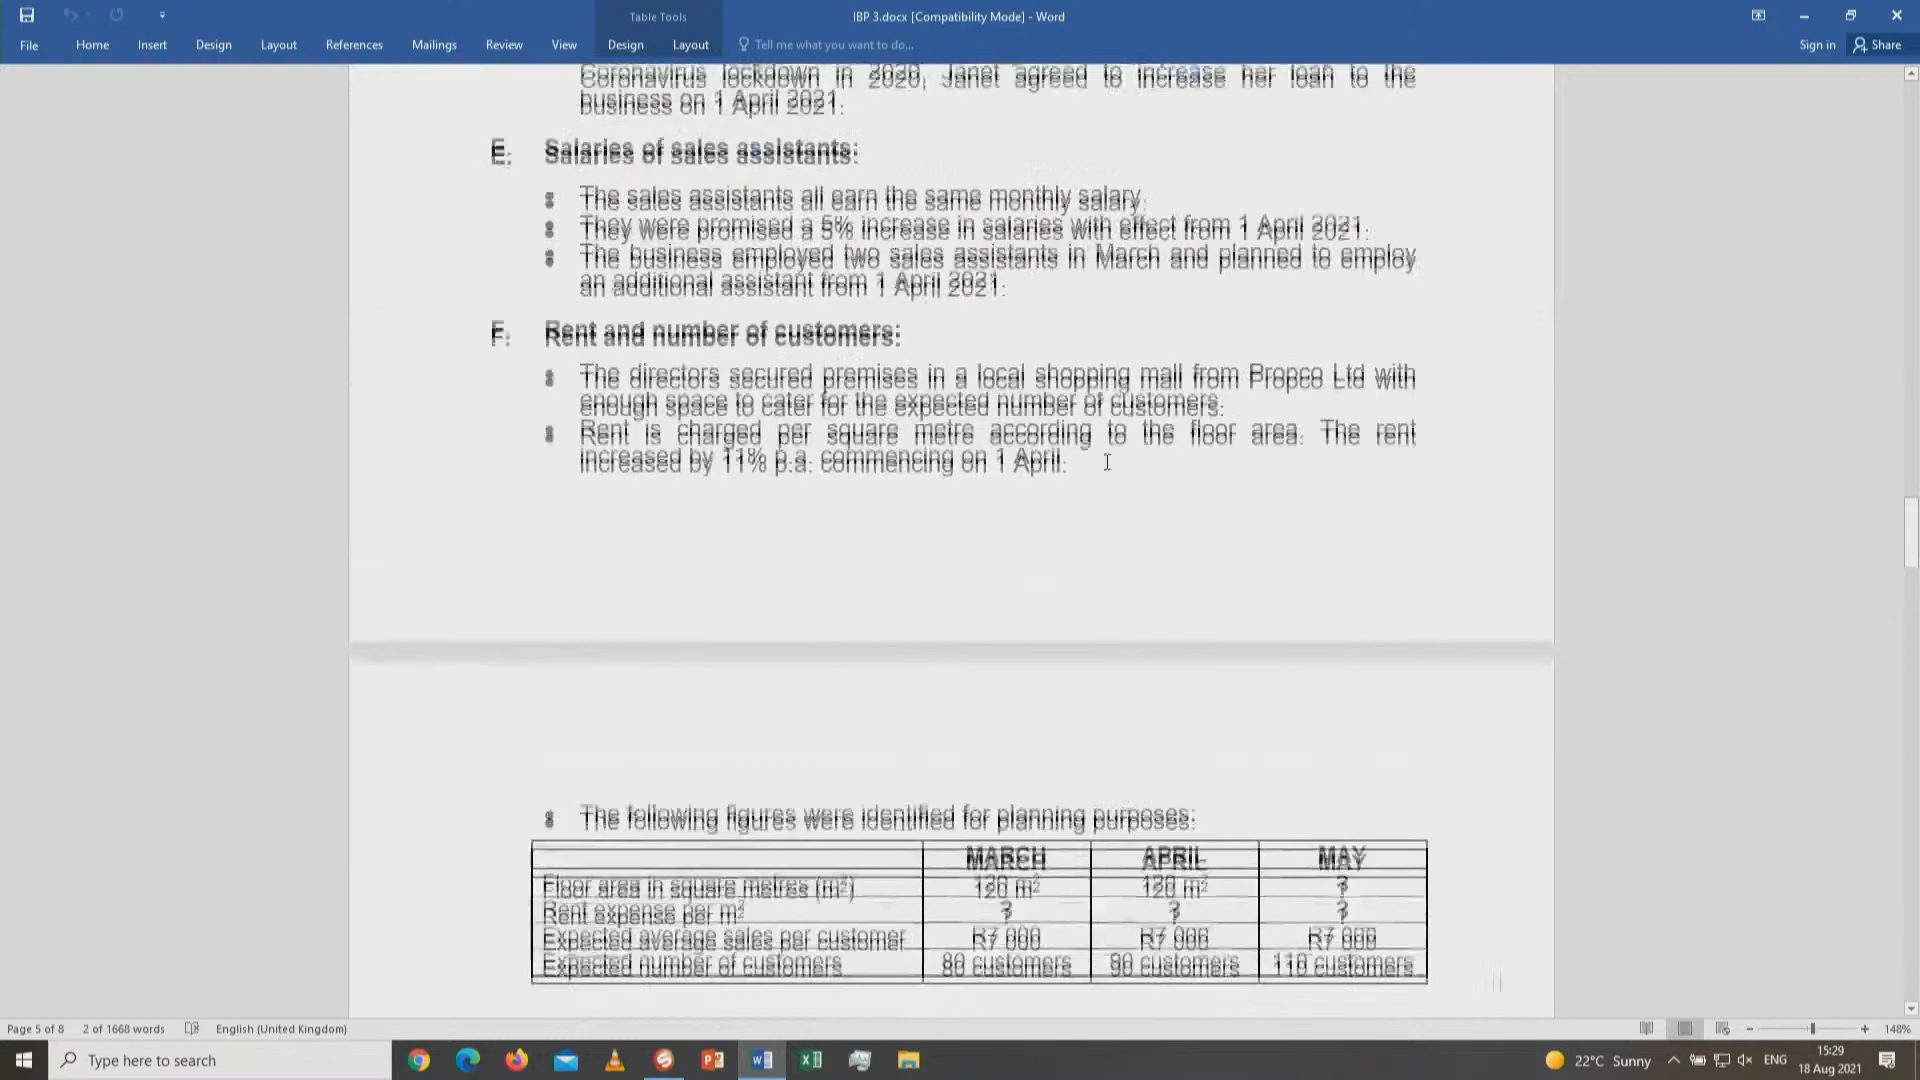 Table Tools
IBP 3.docx [Compatibility Mode] - Word
File Home Insert Design Layout References Mailings Review View Design Layout Tell me what you want to do... Sign in Share
Coronavirus lockdown in 2020, Janet agreed to increase her loan to the
business on 1 April 2021.
E. Salaries of sales assistants:
The sales assistants all earn the same monthly salary.
They were promised a 5% increase in salaries with effect from 1 April 2021.
The business employed two sales assistants in March and planned to employ
an additional assistant from 1 April 2021.
F. Rent and number of customers:
The directors secured premises in a local shopping mall from Propco Ltd with
enough space to cater for the expected number of customers.
Rent is charged per square metre according to the floor area. The rent
increased by 11% p.a. commencing on 1 April.
The following figures were identified for planning purposes:
MARCH APRIL MAY
Floor area in square metres (m²) 120 m² 120 m² ?
Rent expense per m² ? ? ?
Expected average sales per customer R7 000 R7 000 R7 000
Expected number of customers 80 customers 90 customers 110 customers
Page 5 of 8 2 of 1668 words English (United Kingdom) 148%
Type here to search 22°C Sunny ENG 15:29
18 Aug 2021